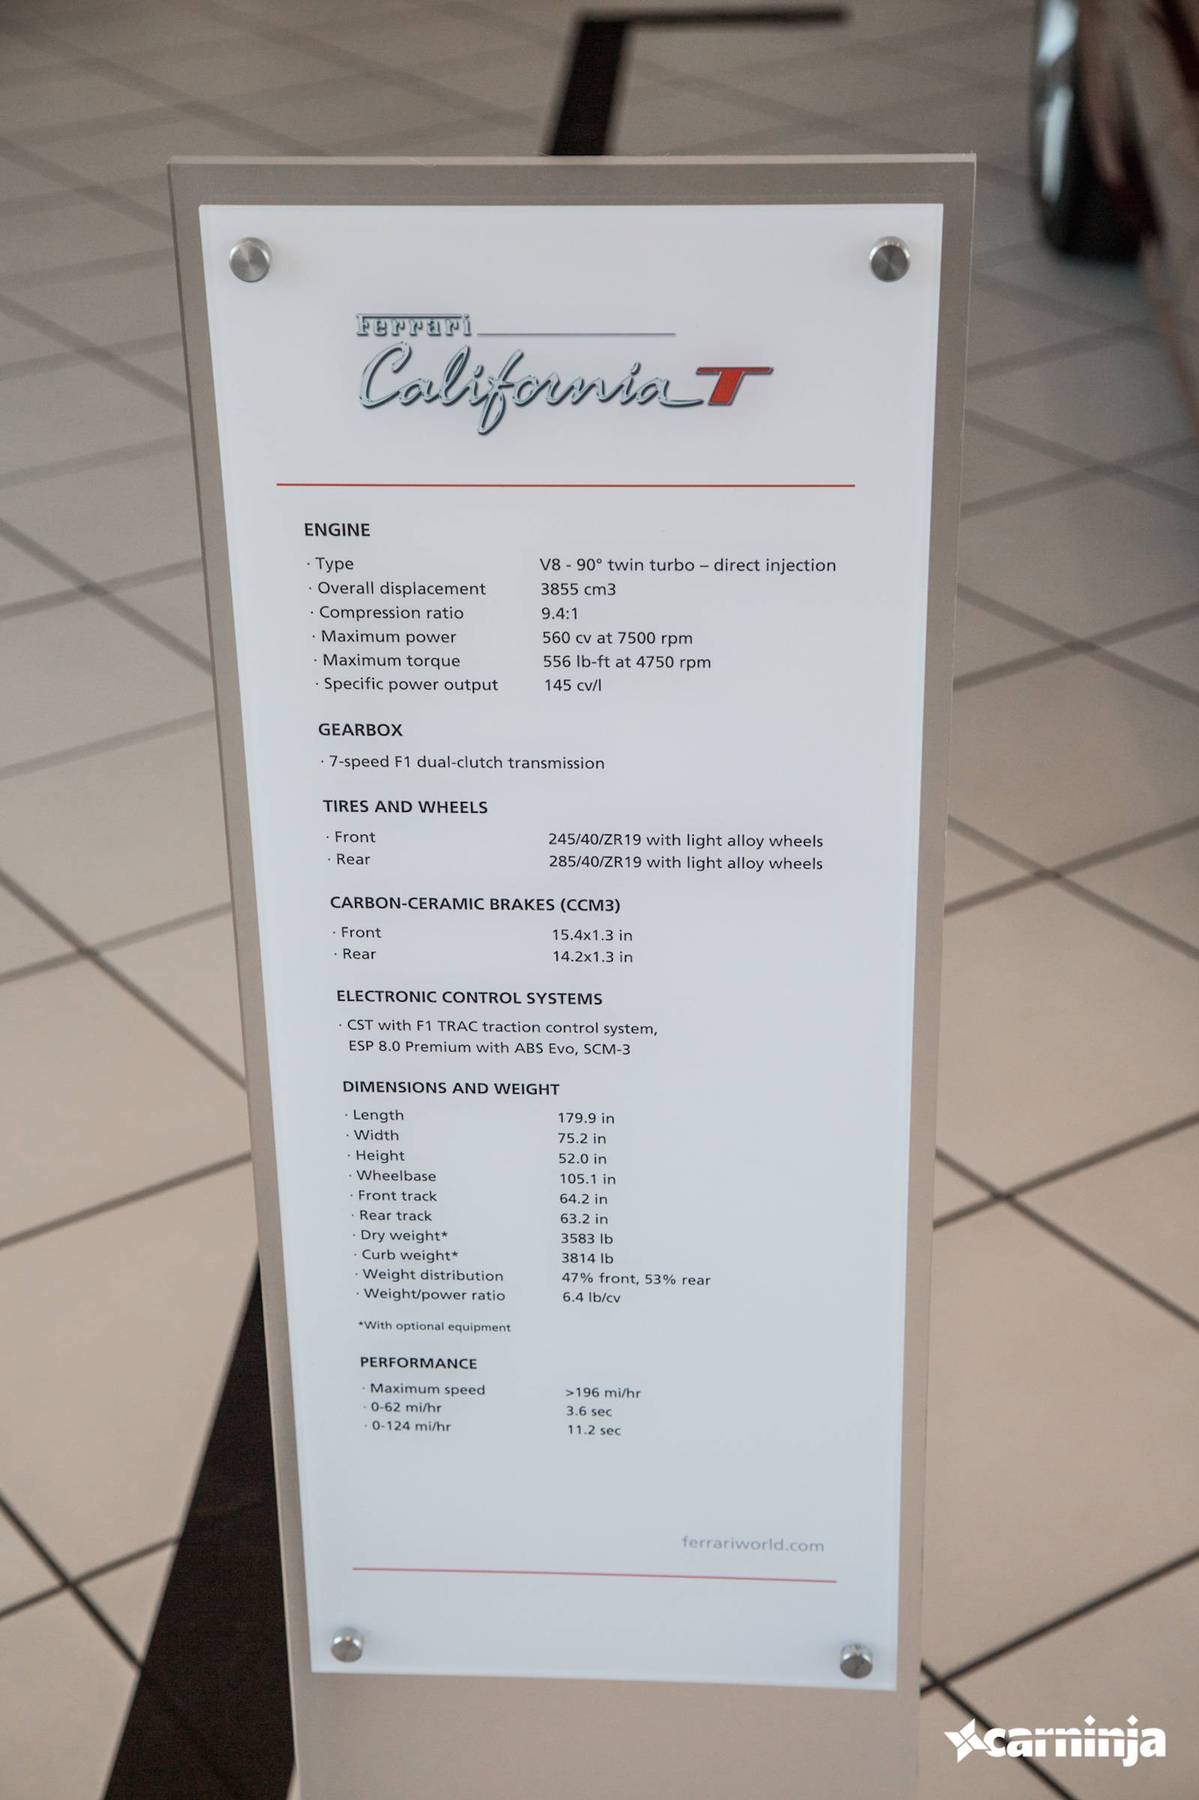 Ferrari
California T
ENGINE
· Type V8 - 90° twin turbo – direct injection
· Overall displacement 3855 cm3
· Compression ratio 9.4:1
· Maximum power 560 cv at 7500 rpm
· Maximum torque 556 lb-ft at 4750 rpm
· Specific power output 145 cv/l
GEARBOX
· 7-speed F1 dual-clutch transmission
TIRES AND WHEELS
· Front 245/40/ZR19 with light alloy wheels
· Rear 285/40/ZR19 with light alloy wheels
CARBON-CERAMIC BRAKES (CCM3)
· Front 15.4x1.3 in
· Rear 14.2x1.3 in
ELECTRONIC CONTROL SYSTEMS
· CST with F1 TRAC traction control system,
ESP 8.0 Premium with ABS Evo, SCM-3
DIMENSIONS AND WEIGHT
· Length 179.9 in
· Width 75.2 in
· Height 52.0 in
· Wheelbase 105.1 in
· Front track 64.2 in
· Rear track 63.2 in
· Dry weight* 3583 lb
· Curb weight* 3814 lb
· Weight distribution 47% front, 53% rear
· Weight/power ratio 6.4 lb/cv
*With optional equipment
PERFORMANCE
· Maximum speed >196 mi/hr
· 0-62 mi/hr 3.6 sec
· 0-124 mi/hr 11.2 sec
ferrariworld.com
carninja